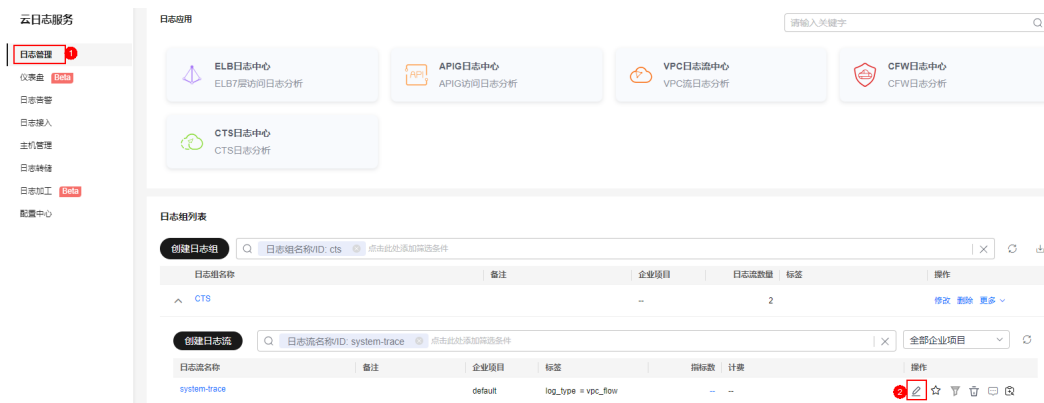 云日志服务
日志管理 1
仪表盘 Beta
日志告警
日志接入
主机管理
日志转储
日志加工 Beta
配置中心
日志应用
请输入关键字
ELB日志中心
ELB7层访问日志分析
API
APIG日志中心
APIG访问日志分析
VPC日志流中心
VPC流日志分析
CFW日志中心
CFW日志分析
CTS日志中心
CTS日志分析
日志组列表
创建日志组 日志组名称/ID: cts 点击此处添加筛选条件
日志组名称 备注 企业项目 日志流数量 标签 操作
CTS -- 2 修改 删除 更多
创建日志流 日志流名称/ID: system-trace 点击此处添加筛选条件 全部企业项目
日志流名称 备注 企业项目 标签 指标数 计费 操作
system-trace default log_type = vpc_flow -- -- 2